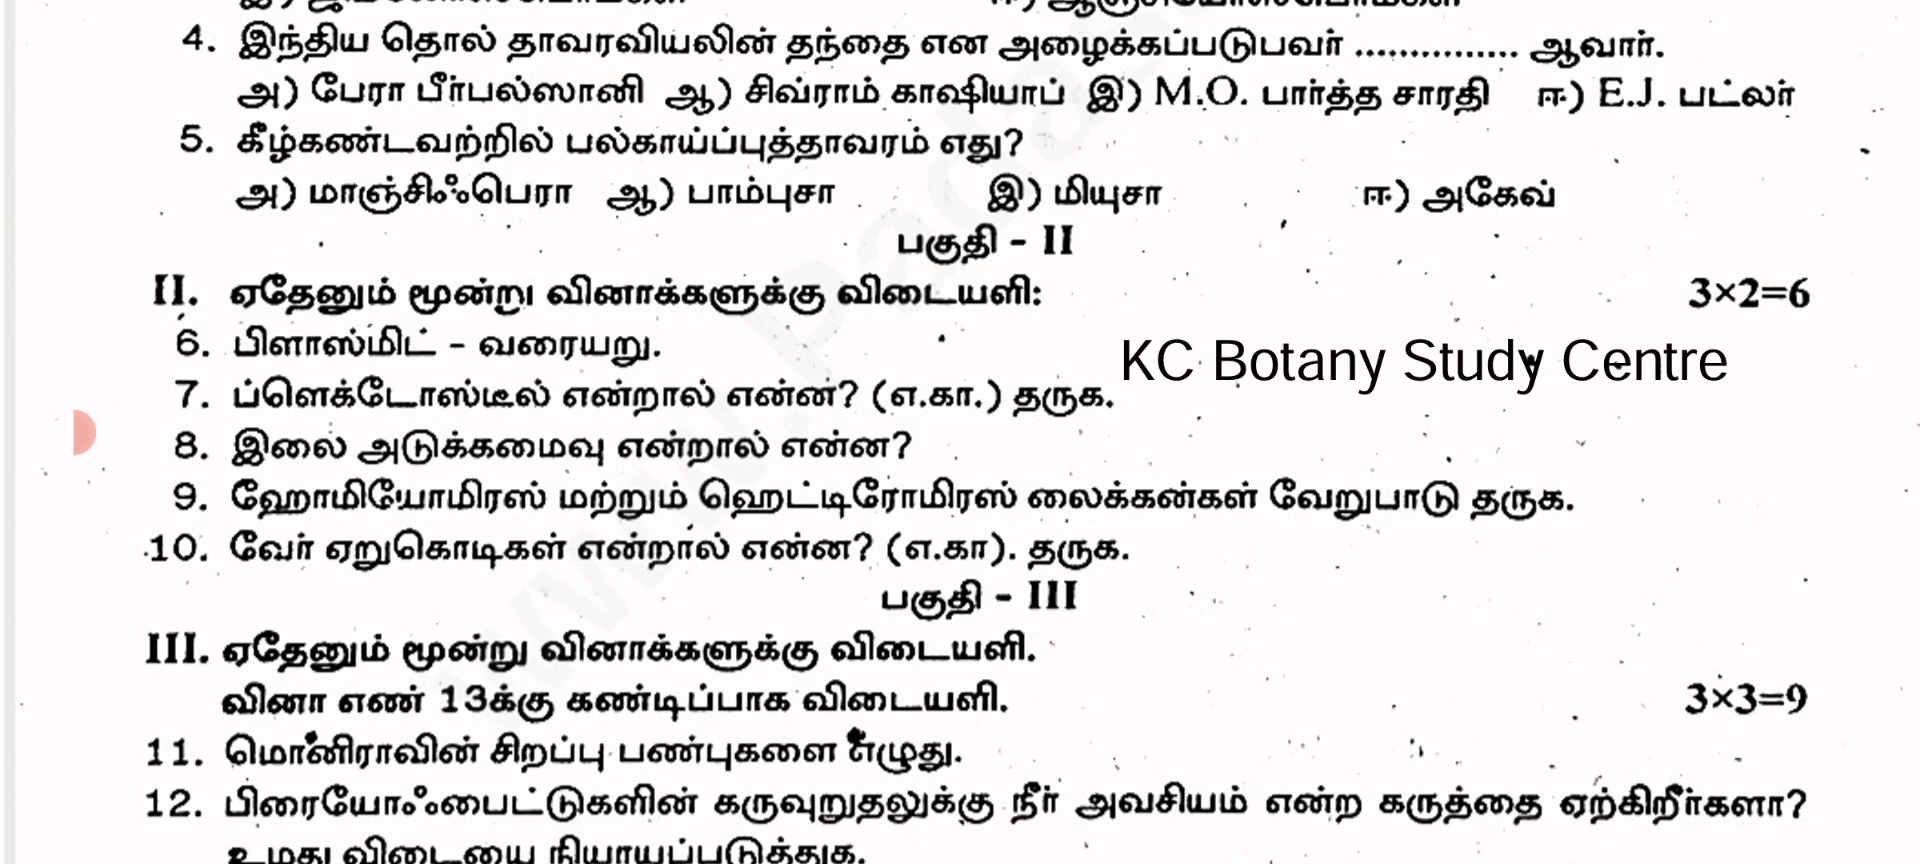 4. இந்திய தொல் தாவரவியலின் தந்தை என அழைக்கப்படுபவர் ............... ஆவார்.
அ) பேரா பீர்பல்ஸானி ஆ) சிவ்ராம் காஷியாப் இ) M.O. பார்த்த சாரதி ஈ) E.J. பட்லர்
5. கீழ்கண்டவற்றில் பல்காய்ப்புத்தாவரம் எது?
அ) மாஞ்சிஃபெரா ஆ) பாம்புசா இ) மியுசா ஈ) அகேவ்
பகுதி - II
II. ஏதேனும் மூன்று வினாக்களுக்கு விடையளி: 3×2=6
6. பிளாஸ்மிட் - வரையறு.
KC Botany Study Centre
7. ப்ளெக்டோஸ்டீல் என்றால் என்ன? (எ.கா.) தருக.
8. இலை அடுக்கமைவு என்றால் என்ன?
9. ஹோமியோமிரஸ் மற்றும் ஹெட்டிரோமிரஸ் லைக்கன்கள் வேறுபாடு தருக.
10. வேர் ஏறுகொடிகள் என்றால் என்ன? (எ.கா). தருக.
பகுதி - III
III. ஏதேனும் மூன்று வினாக்களுக்கு விடையளி.
வினா எண் 13க்கு கண்டிப்பாக விடையளி. 3×3=9
11. மொனிராவின் சிறப்பு பண்புகளை எழுது.
12. பிரையோஃபைட்டுகளின் கருவுறுதலுக்கு நீர் அவசியம் என்ற கருத்தை ஏற்கிறீர்களா?
உமது விடையை நியாயப்படுத்துக.